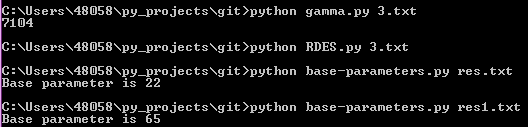 C:\Users\48058\py_projects\git>python gamma.py 3.txt
7104
C:\Users\48058\py_projects\git>python RDES.py 3.txt
C:\Users\48058\py_projects\git>python base-parameters.py res.txt
Base parameter is 22
C:\Users\48058\py_projects\git>python base-parameters.py res1.txt
Base parameter is 65